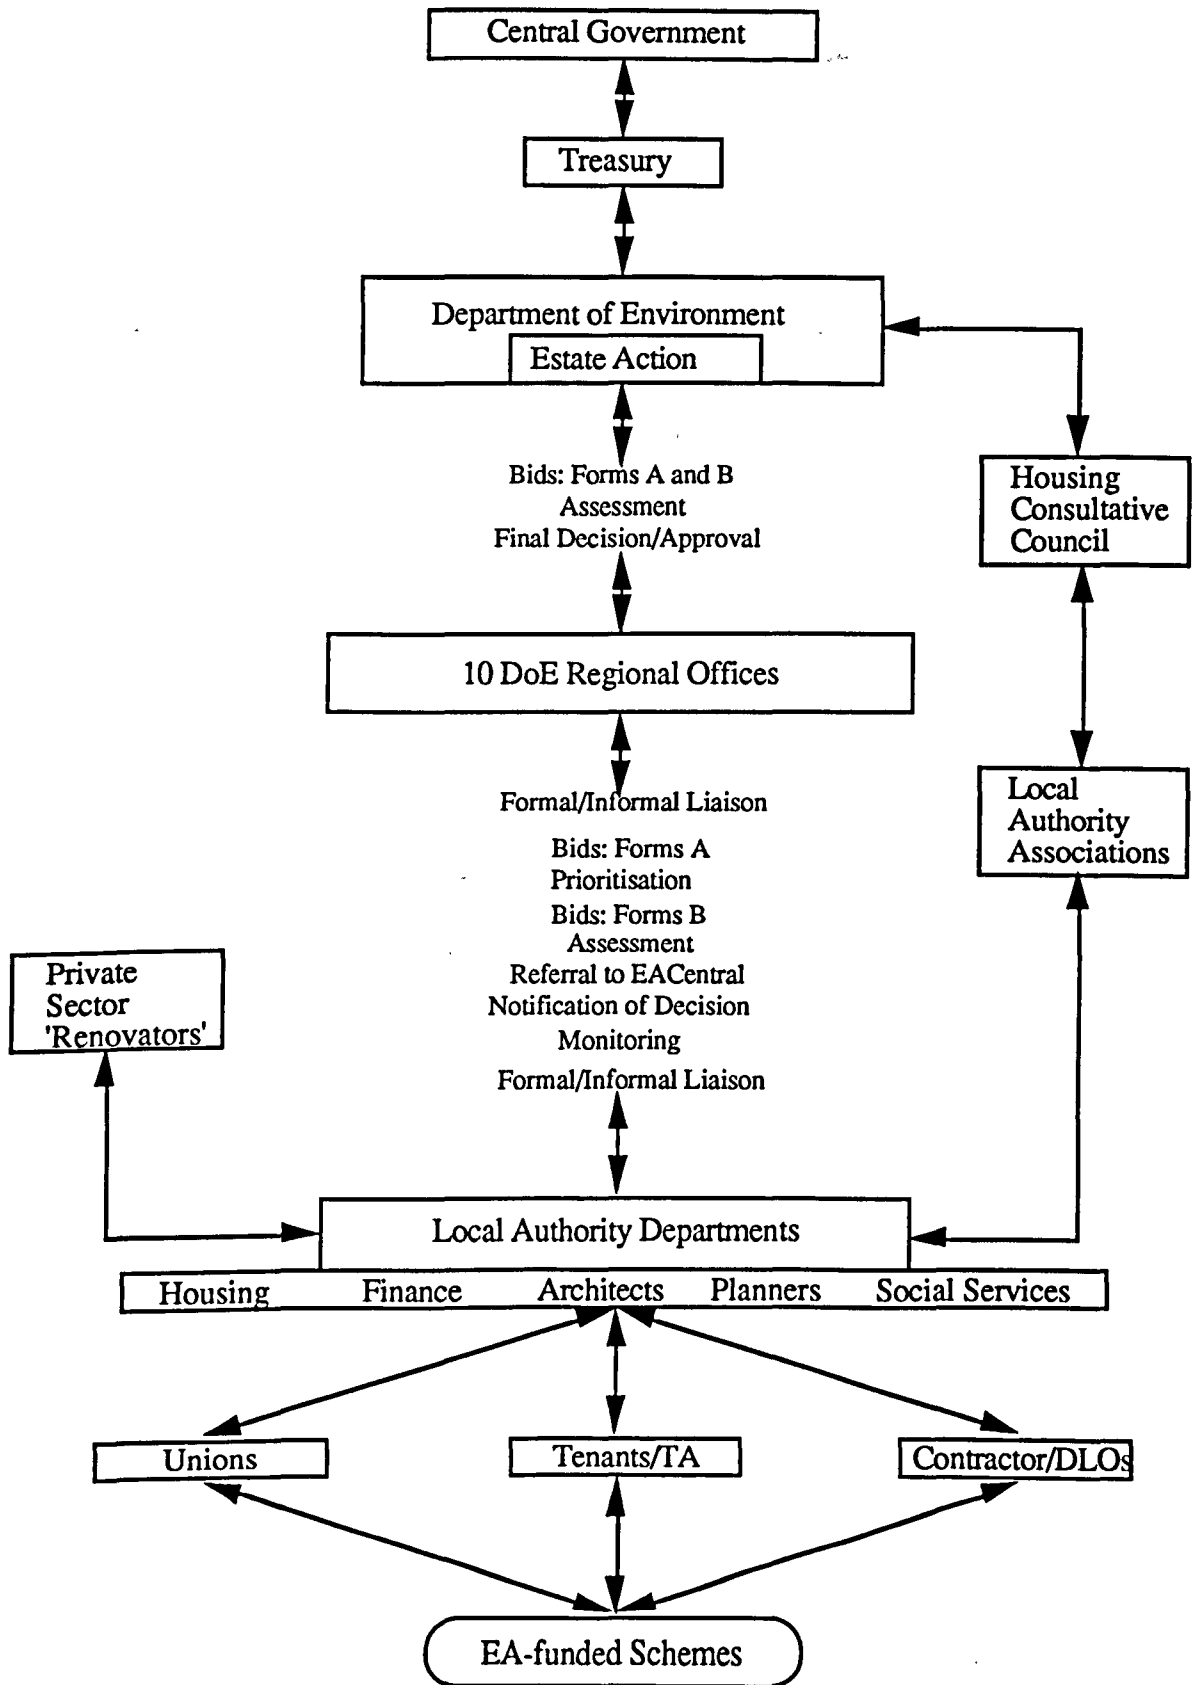 Central Government
Treasury
Department of Environment
Estate Action
Bids: Forms A and B
Assessment
Final Decision/Approval
Housing
Consultative
Council
10 DoE Regional Offices
Formal/Informal Liaison
Bids: Forms A
Prioritisation
Bids: Forms B
Assessment
Referral to EACentral
Notification of Decision
Monitoring
Formal/Informal Liaison
Local
Authority
Associations
Private
Sector
'Renovators'
Local Authority Departments
Housing Finance Architects Planners Social Services
Unions
Tenants/TA
Contractor/DLOs
EA-funded Schemes